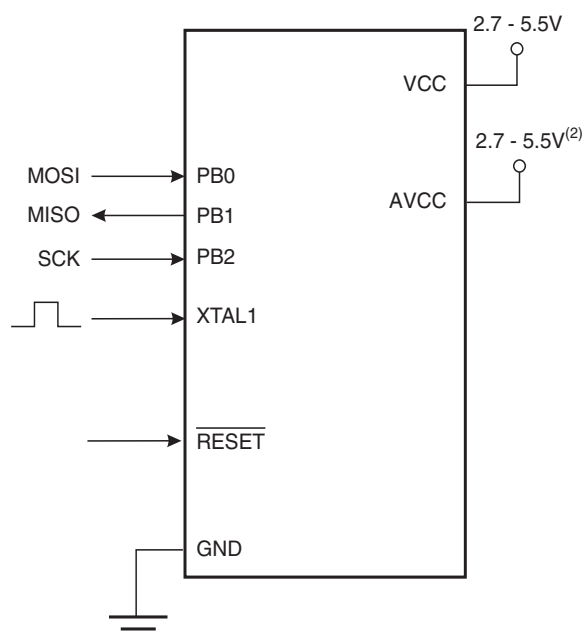 2.7 - 5.5V
VCC
2.7 - 5.5V(2)
AVCC
MOSI
PB0
MISO
PB1
SCK
PB2
XTAL1
RESET
GND